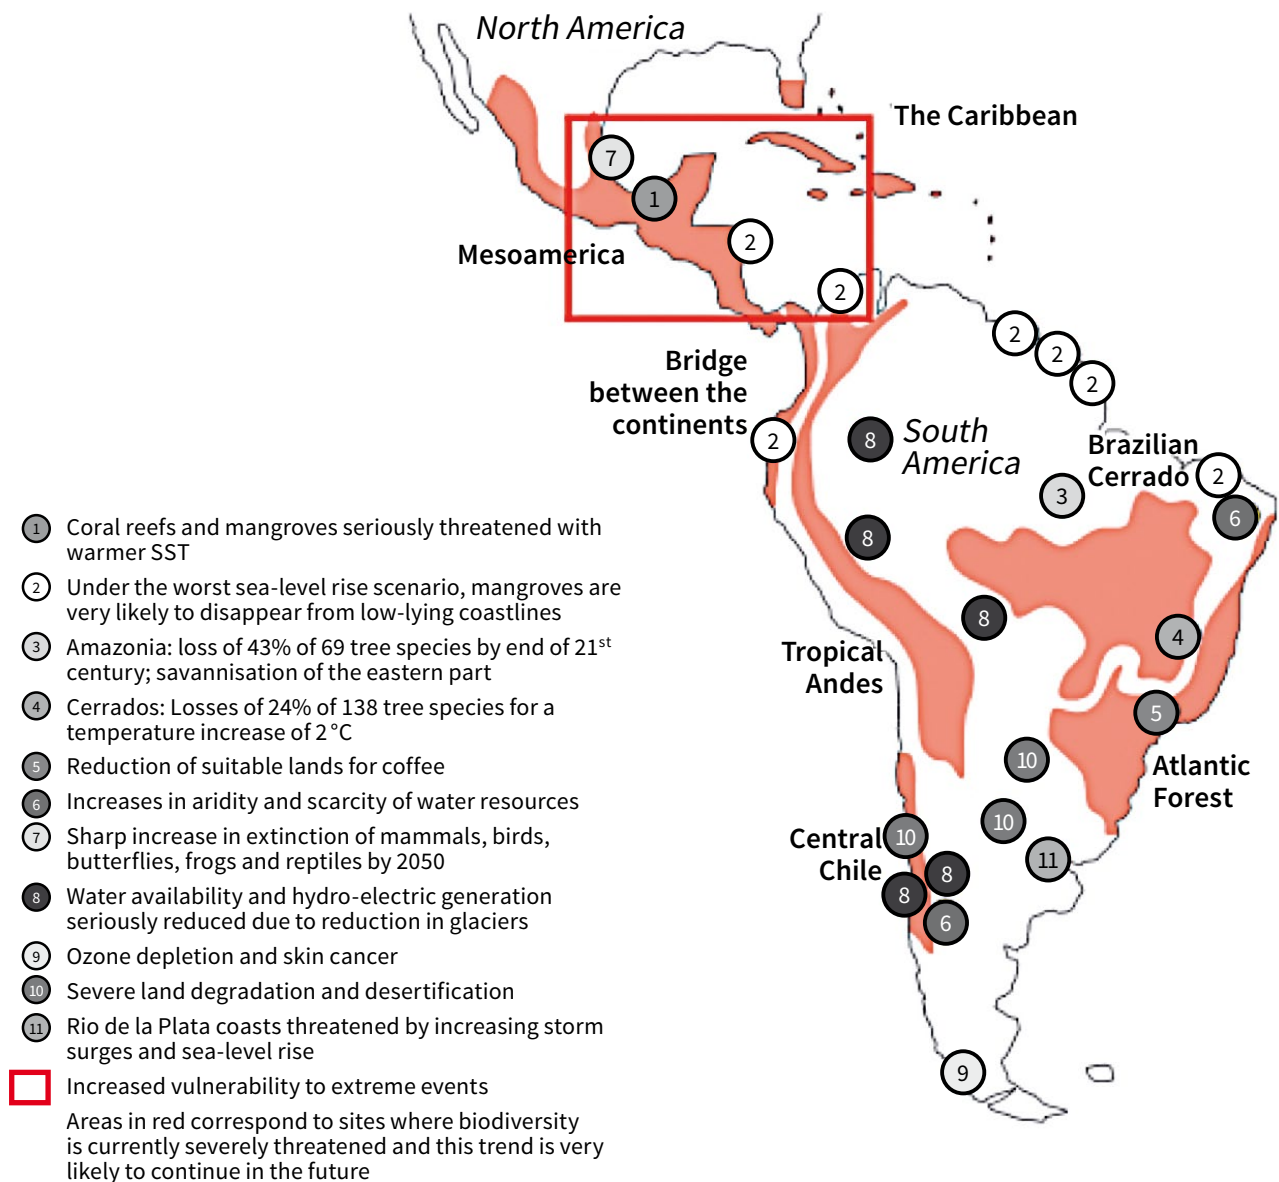 North America
The Caribbean
7
1
2
Mesoamerica
2
2
2
2
Bridge
between the
continents
2
8
South
America
Brazilian
Cerrado
2
3
6
8
8
4
Tropical
Andes
5
10
Atlantic
Forest
10
Central
Chile
10
11
8
8
6
9
1 Coral reefs and mangroves seriously threatened with
warmer SST
2 Under the worst sea-level rise scenario, mangroves are
very likely to disappear from low-lying coastlines
3 Amazonia: loss of 43% of 69 tree species by end of 21st
century; savannisation of the eastern part
4 Cerrados: Losses of 24% of 138 tree species for a
temperature increase of 2 °C
5 Reduction of suitable lands for coffee
6 Increases in aridity and scarcity of water resources
7 Sharp increase in extinction of mammals, birds,
butterflies, frogs and reptiles by 2050
8 Water availability and hydro-electric generation
seriously reduced due to reduction in glaciers
9 Ozone depletion and skin cancer
10 Severe land degradation and desertification
11 Rio de la Plata coasts threatened by increasing storm
surges and sea-level rise
Increased vulnerability to extreme events
Areas in red correspond to sites where biodiversity
is currently severely threatened and this trend is very
likely to continue in the future